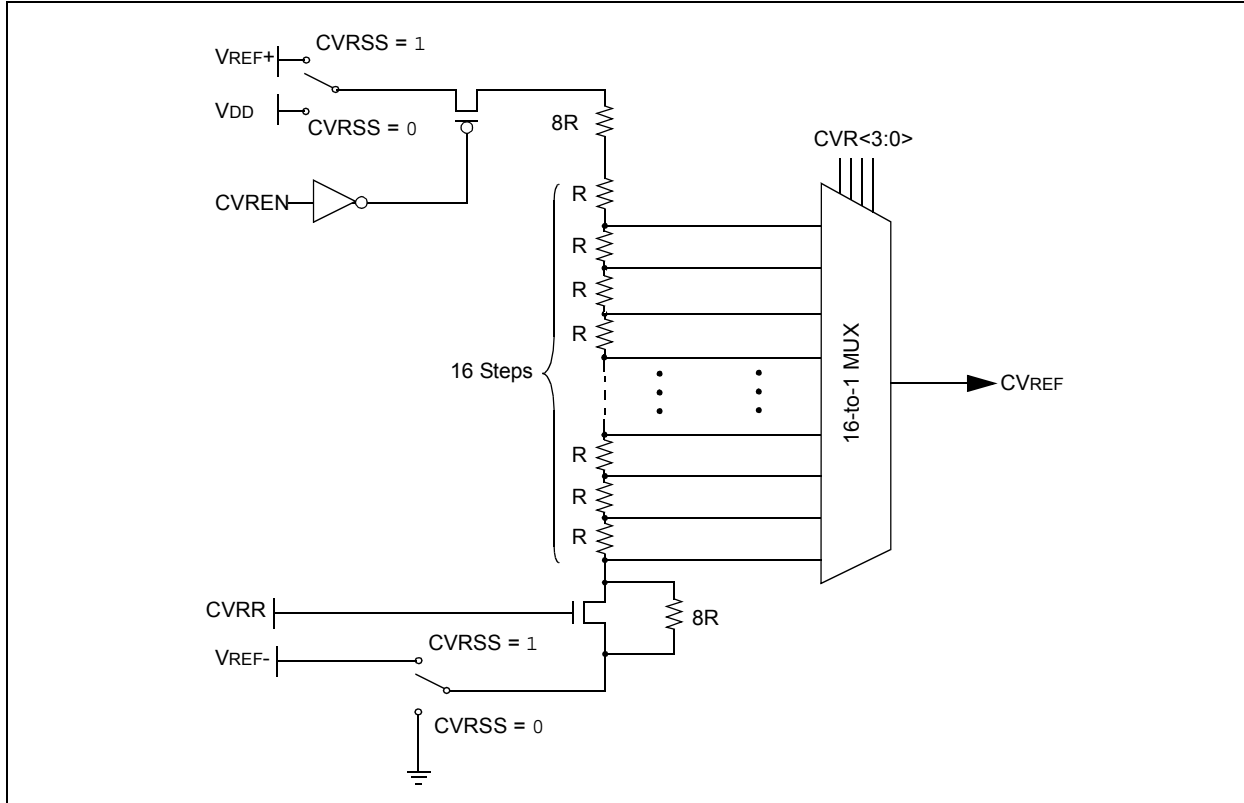 CVRSS = 1
VREF+
VDD
CVRSS = 0
8R
CVR<3:0>
CVREN
R
R
R
R
16 Steps
16-to-1 MUX
CVREF
R
R
R
CVRR
8R
VREF-
CVRSS = 1
CVRSS = 0